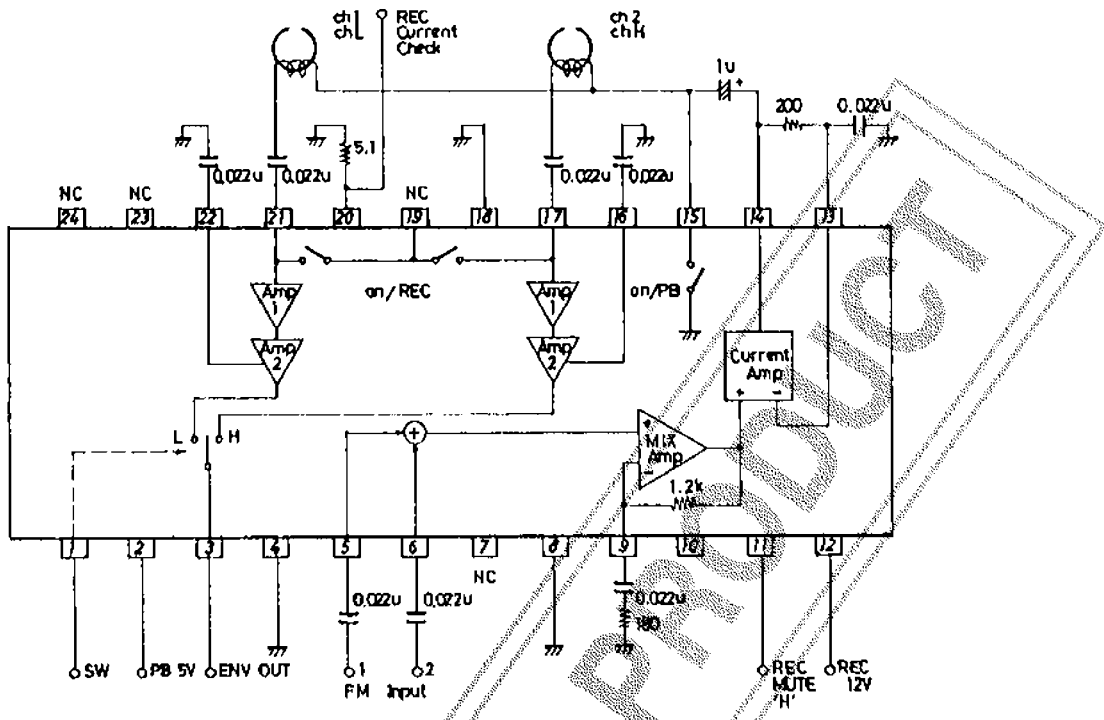 ch1
chL
REC
Current
Check
ch2
chH
1u
+
200
0.022u
5.1
0.022u
0.022u
0.022u
0.022u
NC
NC
NC
24
23
22
21
20
19
18
17
16
15
14
13
on/REC
on/PB
Amp
1
Amp
1
Amp
2
Amp
2
Current
Amp
+
-
L
H
+
+
MIX
Amp
-
1.2k
1
2
3
4
5
6
7
8
9
10
11
12
NC
0.022u
0.022u
0.022u
180
SW
PB 5V
ENV OUT
1
2
FM Input
REC
MUTE
'H'
REC
12V
PRODUCT